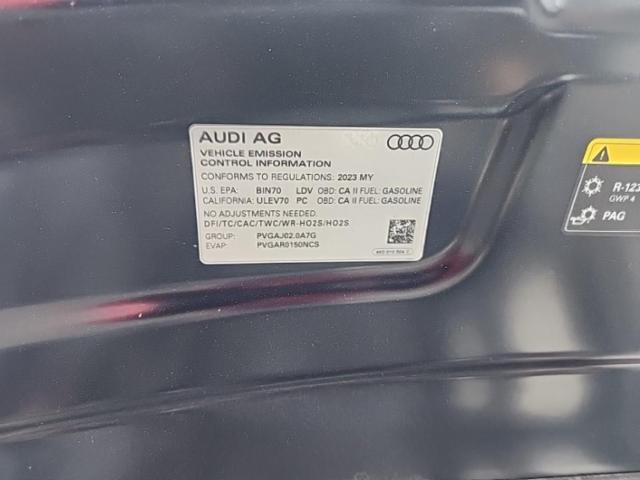 AUDI AG
VEHICLE EMISSION
CONTROL INFORMATION
CONFORMS TO REGULATIONS: 2023 MY
U.S. EPA: BIN70 LDV OBD: CA II FUEL: GASOLINE
CALIFORNIA: ULEV70 PC OBD: CA II FUEL: GASOLINE
NO ADJUSTMENTS NEEDED.
DFI/TC/CAC/TWC/WR-HO2S/HO2S
GROUP: PVGAJ02.0A7G
EVAP: PVGAR0150NCS
R-123
GWP 4
PAG